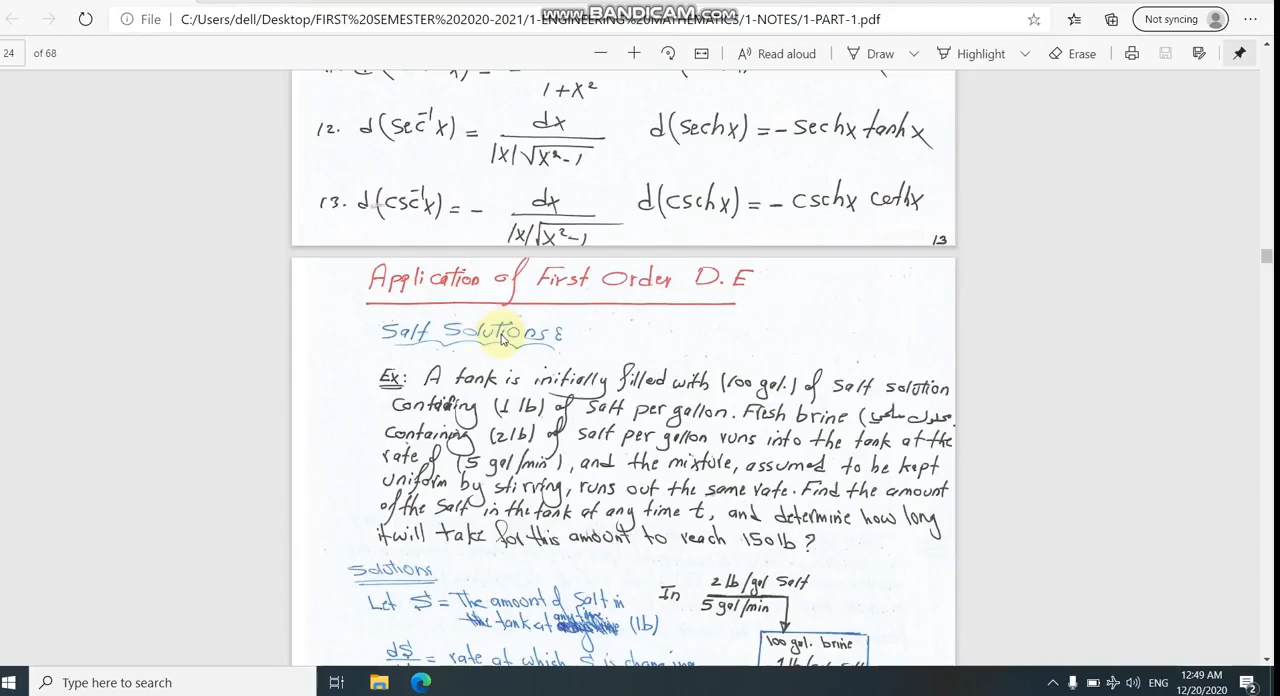 WWW.BANDICAM.COM
File C:/Users/dell/Desktop/FIRST%20SEMESTER%202020-2021/1-ENGINEERING%20MATHEMATICS/1-NOTES/1-PART-1.pdf
Not syncing
24 of 68
Read aloud
Draw
Highlight
Erase
1+x²
12. d(sec⁻¹x) = dx / |x|√x²-1 d(sechx) = - sechx tanhx
13. d(csc⁻¹x) = - dx / |x|√x²-1 d(cschx) = - cschx cothx
13
Application of First Order D.E
Salt Solutions
Ex: A tank is initially filled with (100 gal.) of salt solution
Containing (1 lb) of salt per gallon. Fresh brine (محلول ملحي
Containing (2 lb) of salt per gallon runs into the tank at the
rate of (5 gal/min), and the mixture, assumed to be kept
uniform by stirring, runs out the same rate. Find the amount
of the salt in the tank at any time t, and determine how long
it will take for this amount to reach 150 lb?
Solutions
Let S = The amount of salt in
the tank at any time (lb)
dS = rate at which S is changing
In 2 lb/gal salt
5 gal/min
100 gal. brine
Type here to search
ENG
12:49 AM
12/20/2020
2